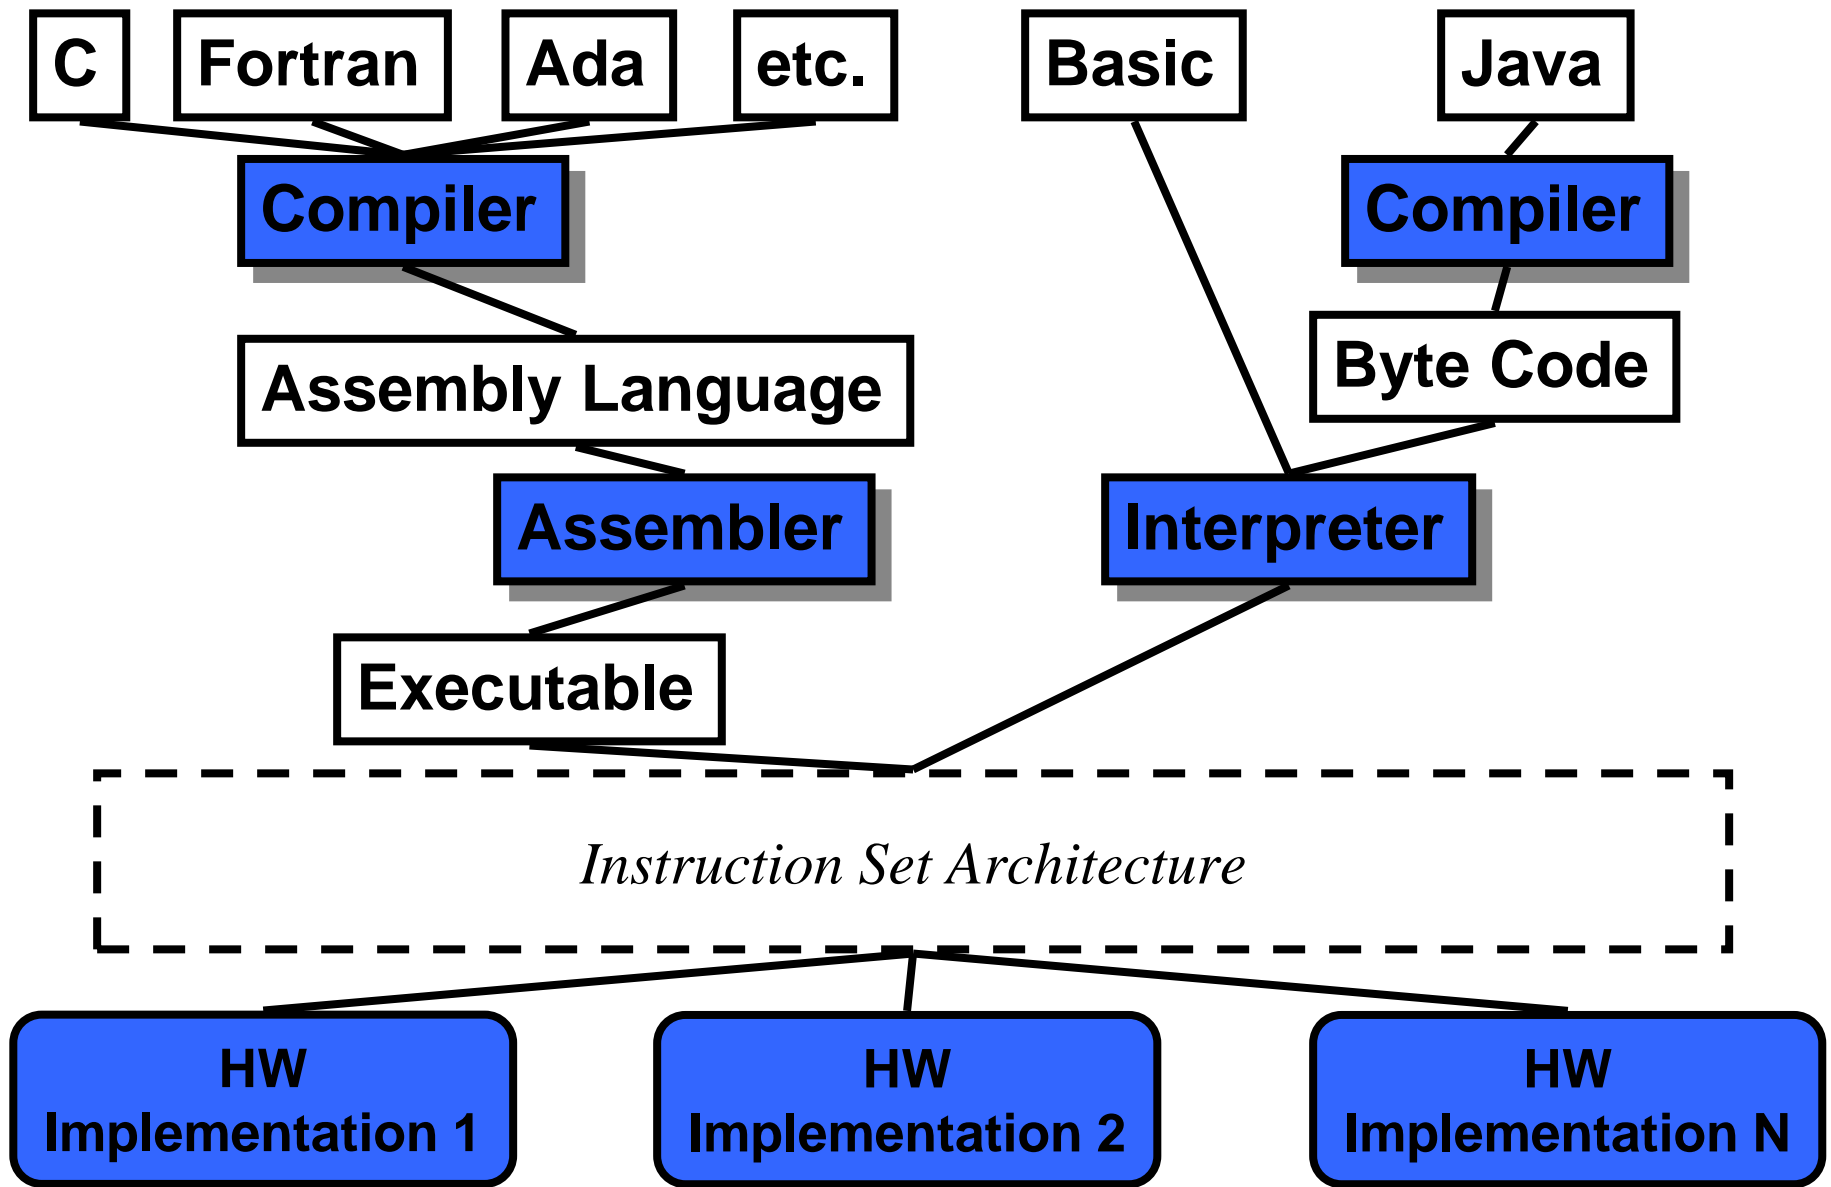 C
Fortran
Ada
etc.
Basic
Java
Compiler
Compiler
Assembly Language
Byte Code
Assembler
Interpreter
Executable
Instruction Set Architecture
HW
Implementation 1
HW
Implementation 2
HW
Implementation N